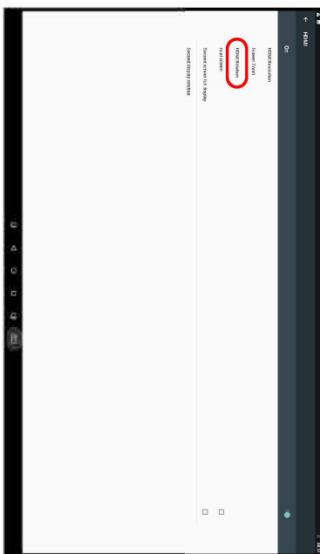 HDMI
On
HDMI Resolution
Screen Zoom
HDMI Rotation
dual screen
Second screen full display
Second display rotation